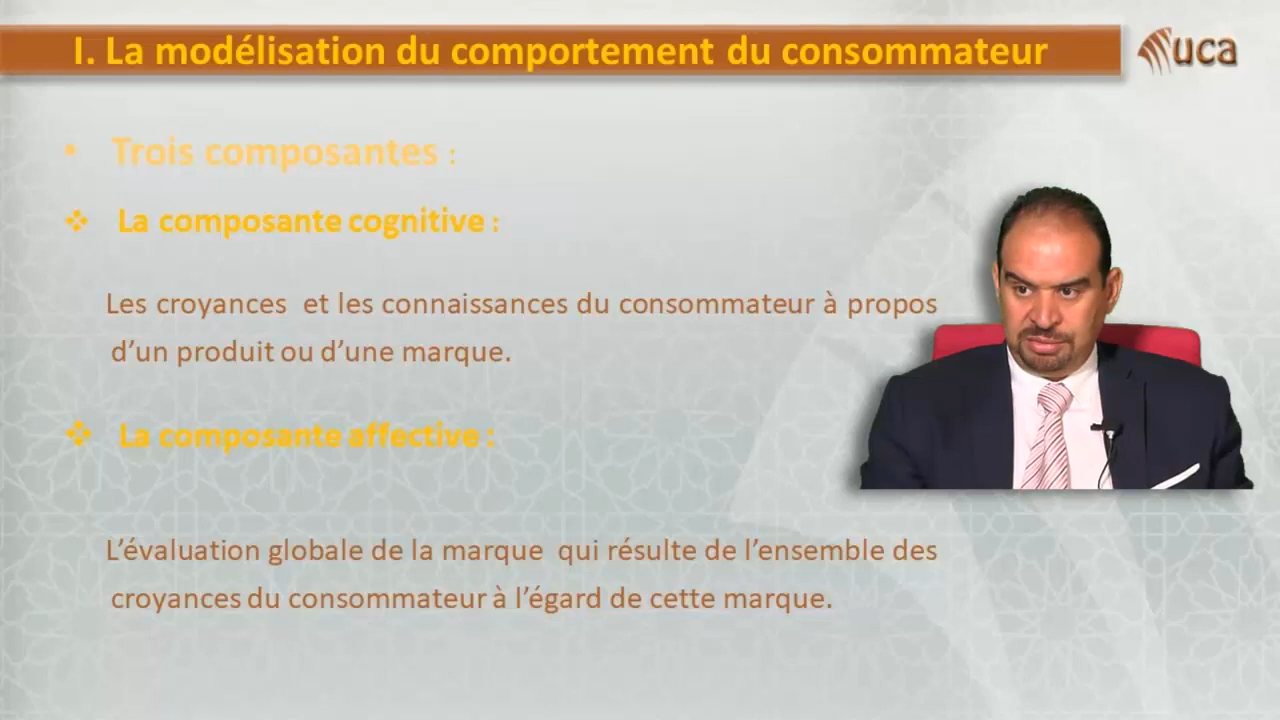 I. La modélisation du comportement du consommateur
uca
• Trois composantes :
❖ La composante cognitive :
Les croyances et les connaissances du consommateur à propos
d’un produit ou d’une marque.
❖ La composante affective :
L’évaluation globale de la marque qui résulte de l’ensemble des
croyances du consommateur à l’égard de cette marque.